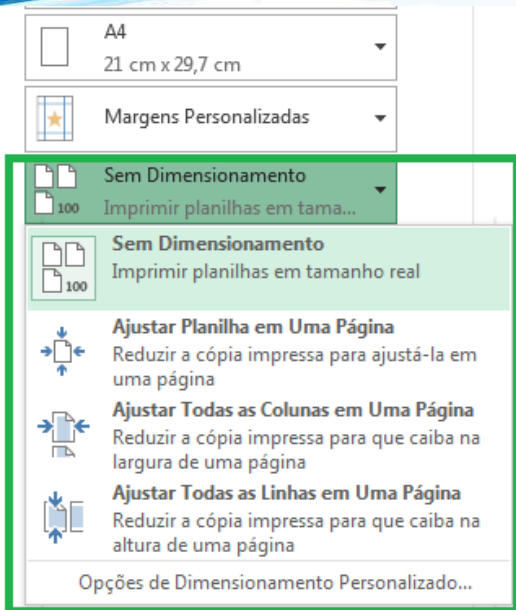 A4
21 cm x 29,7 cm
Margens Personalizadas
Sem Dimensionamento
100 Imprimir planilhas em tama...
Sem Dimensionamento
Imprimir planilhas em tamanho real
100
Ajustar Planilha em Uma Página
Reduzir a cópia impressa para ajustá-la em
uma página
Ajustar Todas as Colunas em Uma Página
Reduzir a cópia impressa para que caiba na
largura de uma página
Ajustar Todas as Linhas em Uma Página
Reduzir a cópia impressa para que caiba na
altura de uma página
Opções de Dimensionamento Personalizado...